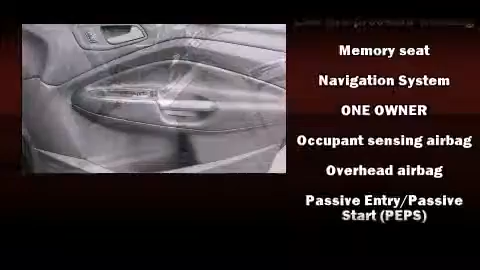 Memory seat
Navigation System
ONE OWNER
Occupant sensing airbag
Overhead airbag
Passive Entry/Passive
Start (PEPS)